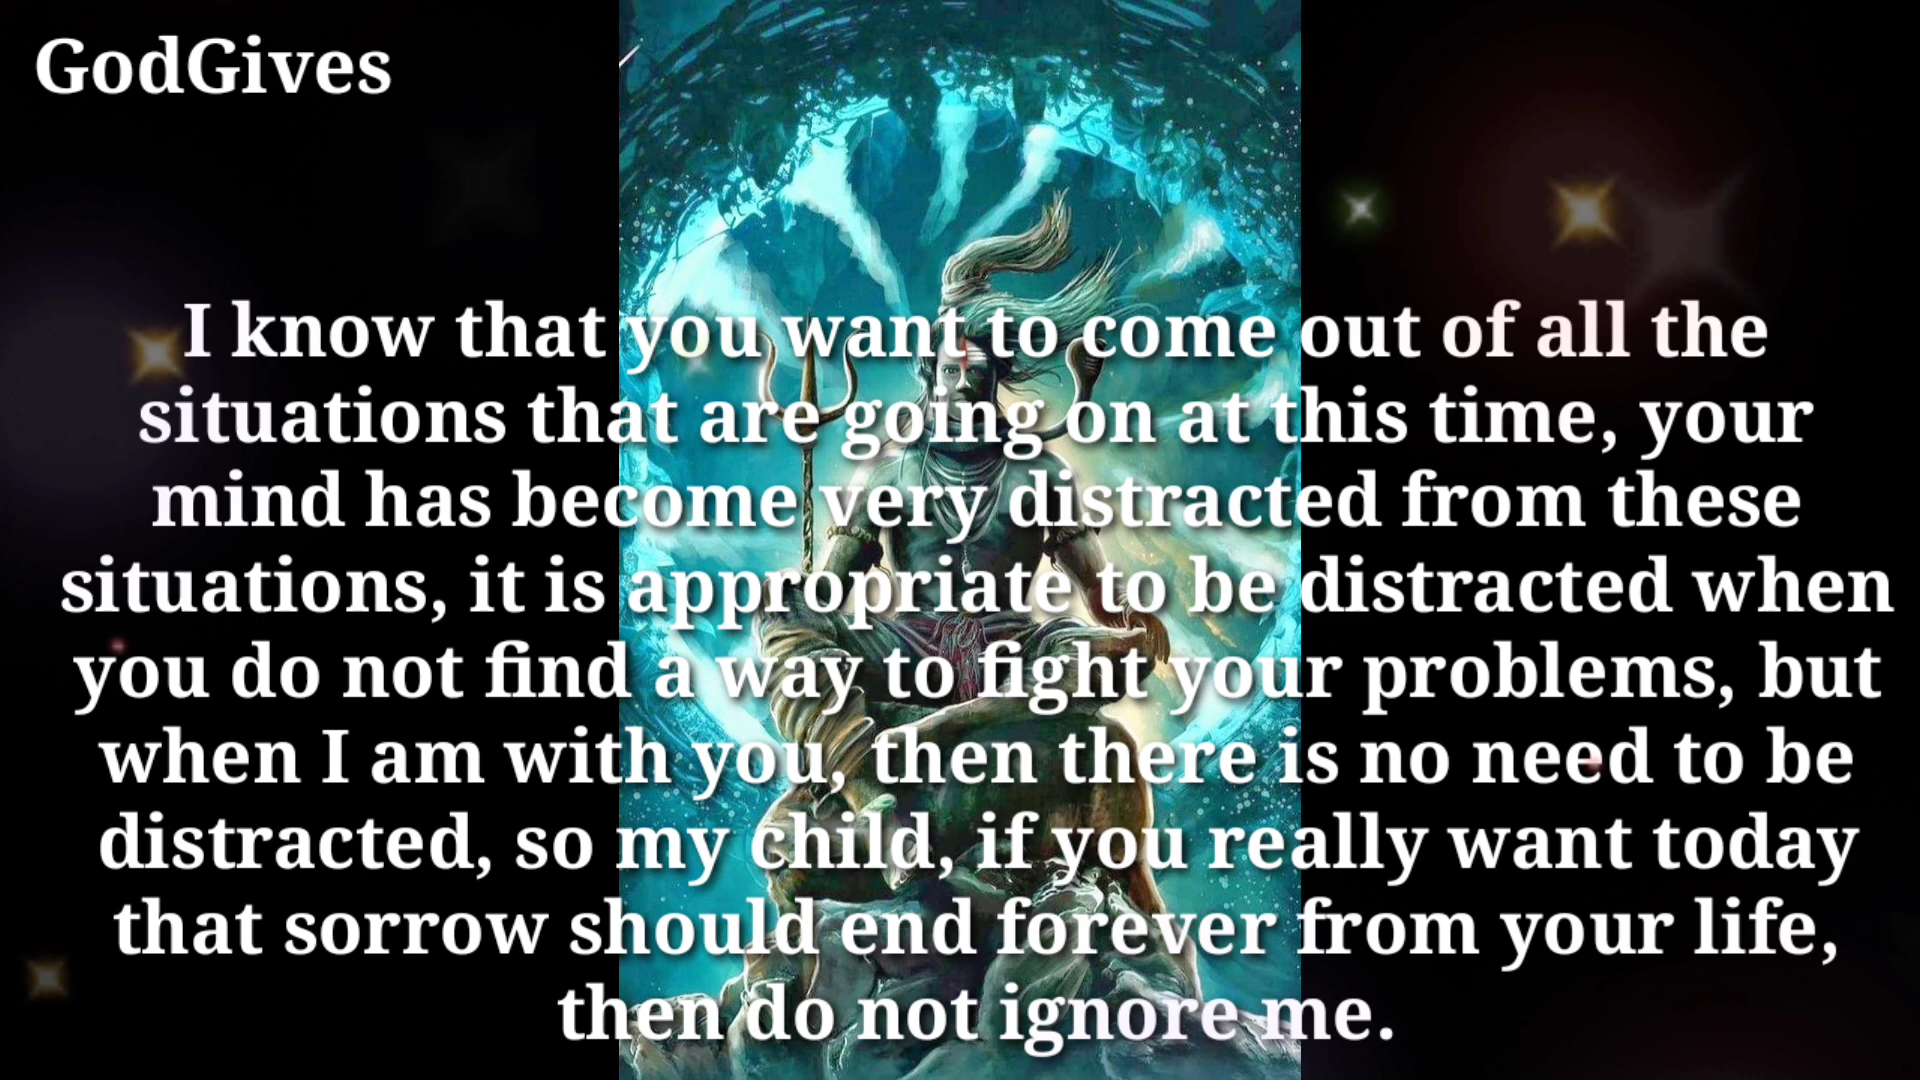 GodGives
I know that you want to come out of all the
situations that are going on at this time, your
mind has become very distracted from these
situations, it is appropriate to be distracted when
you do not find a way to fight your problems, but
when I am with you, then there is no need to be
distracted, so my child, if you really want today
that sorrow should end forever from your life,
then do not ignore me.